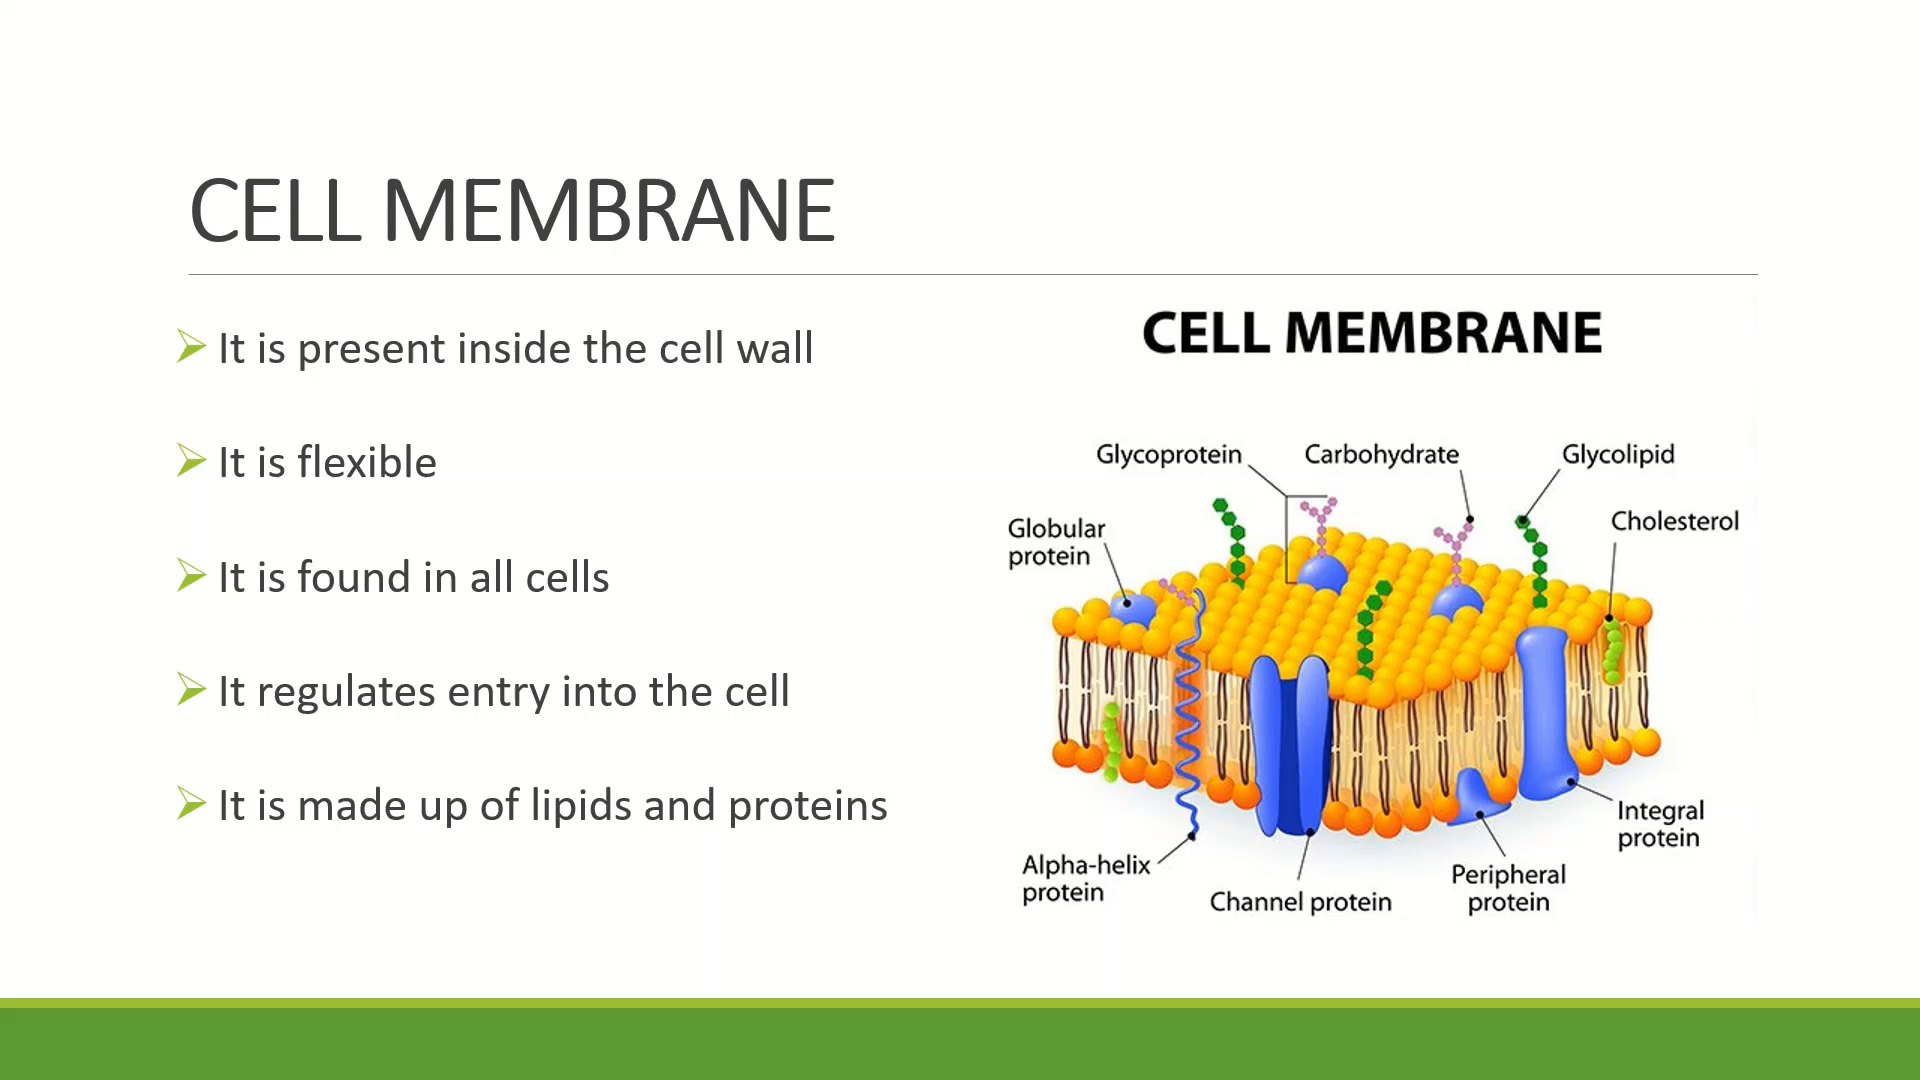 CELL MEMBRANE
It is present inside the cell wall
It is flexible
It is found in all cells
It regulates entry into the cell
It is made up of lipids and proteins
CELL MEMBRANE
Glycoprotein
Carbohydrate
Glycolipid
Globular
protein
Cholesterol
Integral
protein
Alpha-helix
protein
Channel protein
Peripheral
protein